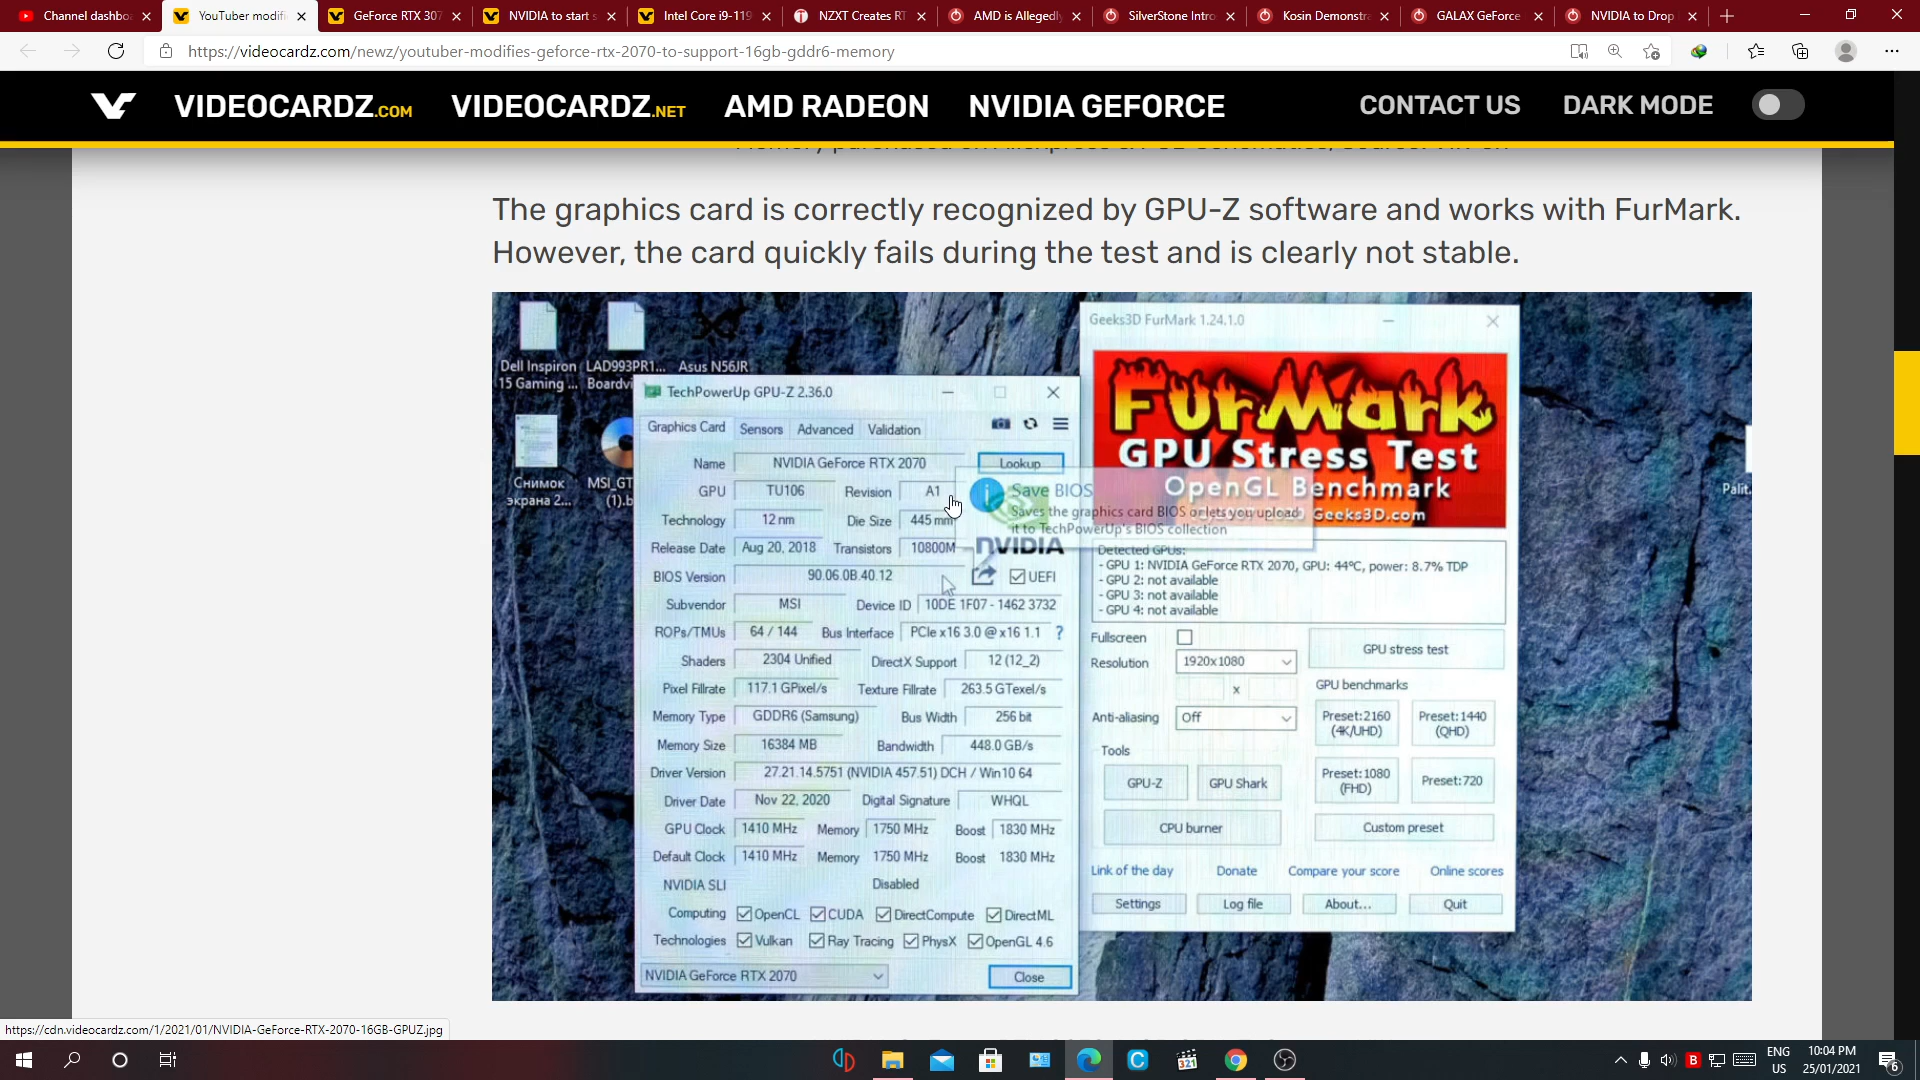 Channel dashbo
YouTuber modifi
GeForce RTX 307
NVIDIA to start s
Intel Core i9-119
NZXT Creates RT
AMD is Allegedl
SilverStone Intro
Kosin Demonstra
GALAX GeForce
NVIDIA to Drop
https://videocardz.com/newz/youtuber-modifies-geforce-rtx-2070-to-support-16gb-gddr6-memory
VIDEOCARDZ.COM VIDEOCARDZ.NET AMD RADEON NVIDIA GEFORCE CONTACT US DARK MODE
The graphics card is correctly recognized by GPU-Z software and works with FurMark.
However, the card quickly fails during the test and is clearly not stable.
Dell Inspiron
15 Gaming ...
LAD993PR1...
Boardvi
Asus N56JR
Снимок
экрана 2...
MSI_GT
(1).b
Palit.
TechPowerUp GPU-Z 2.36.0
Graphics Card Sensors Advanced Validation
Name NVIDIA GeForce RTX 2070 Lookup
GPU TU106 Revision A1
Technology 12 nm Die Size 445 mm
Release Date Aug 20, 2018 Transistors 10800M
NVIDIA
BIOS Version 90.06.0B.40.12 UEFI
Subvendor MSI Device ID 10DE 1F07 - 1462 3732
ROPs/TMUs 64 / 144 Bus Interface PCIe x16 3.0 @ x16 1.1 ?
Shaders 2304 Unified DirectX Support 12 (12_2)
Pixel Fillrate 117.1 GPixel/s Texture Fillrate 263.5 GTexel/s
Memory Type GDDR6 (Samsung) Bus Width 256 bit
Memory Size 16384 MB Bandwidth 448.0 GB/s
Driver Version 27.21.14.5751 (NVIDIA 457.51) DCH / Win10 64
Driver Date Nov 22, 2020 Digital Signature WHQL
GPU Clock 1410 MHz Memory 1750 MHz Boost 1830 MHz
Default Clock 1410 MHz Memory 1750 MHz Boost 1830 MHz
NVIDIA SLI Disabled
Computing OpenCL CUDA DirectCompute DirectML
Technologies Vulkan Ray Tracing PhysX OpenGL 4.6
NVIDIA GeForce RTX 2070 Close
Save BIOS
Saves the graphics card BIOS or lets you upload
it to TechPowerUp's BIOS collection
Geeks3D FurMark 1.24.1.0
FurMark
GPU Stress Test
OpenGL Benchmark
Geeks3D.com
Detected GPUs:
- GPU 1: NVIDIA GeForce RTX 2070, GPU: 44°C, power: 8.7% TDP
- GPU 2: not available
- GPU 3: not available
- GPU 4: not available
Fullscreen
Resolution 1920x1080
x
Anti-aliasing Off
GPU stress test
GPU benchmarks
Preset:2160
(4K/UHD)
Preset:1440
(QHD)
Preset:1080
(FHD)
Preset:720
Custom preset
Tools
GPU-Z GPU Shark
CPU burner
Link of the day Donate Compare your score Online scores
Settings Log file About... Quit
https://cdn.videocardz.com/1/2021/01/NVIDIA-GeForce-RTX-2070-16GB-GPUZ.jpg
321
ENG
US
10:04 PM
25/01/2021
6